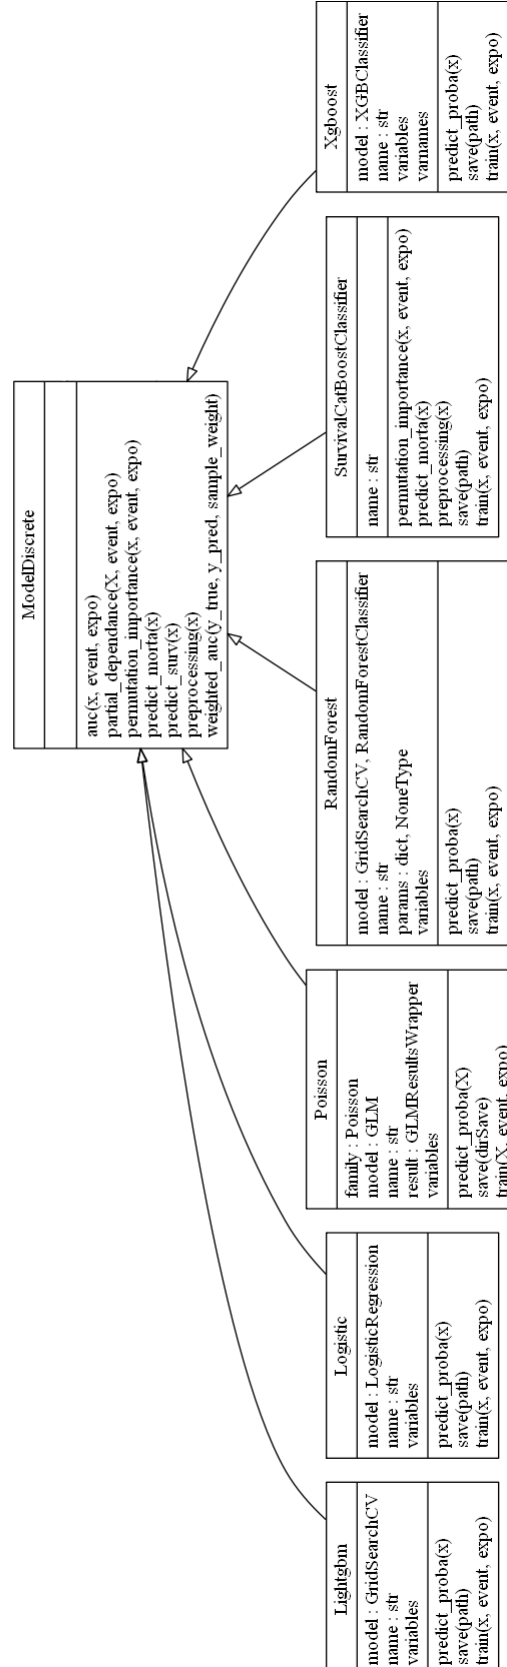 ModelDiscrete
auc(x, event, expo)
partial_dependance(X, event, expo)
permutation_importance(x, event, expo)
predict_morta(x)
predict_surv(x)
preprocessing(x)
weighted_auc(y_true, y_pred, sample_weight)
Lightgbm
model : GridSearchCV
name : str
variables
predict_proba(x)
save(path)
train(x, event, expo)
Logistic
model : LogisticRegression
name : str
variables
predict_proba(x)
save(path)
train(x, event, expo)
Poisson
family : Poisson
model : GLM
name : str
result : GLMResultsWrapper
variables
predict_proba(X)
save(dirSave)
train(X, event, expo)
RandomForest
model : GridSearchCV, RandomForestClassifier
name : str
params : dict, NoneType
variables
predict_proba(x)
save(path)
train(x, event, expo)
SurvivalCatBoostClassifier
name : str
permutation_importance(x, event, expo)
predict_morta(x)
preprocessing(x)
save(path)
train(x, event, expo)
Xgboost
model : XGBClassifier
name : str
variables
varnames
predict_proba(x)
save(path)
train(x, event, expo)